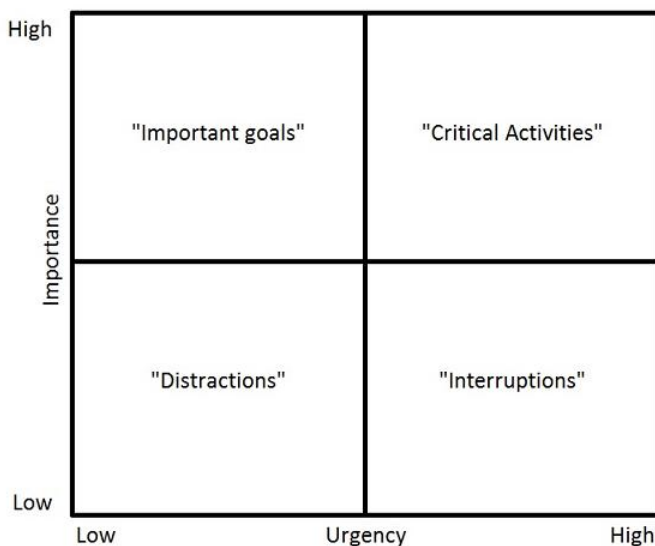 High
"Important goals"
"Critical Activities"
Importance
"Distractions"
"Interruptions"
Low
Low
Urgency
High